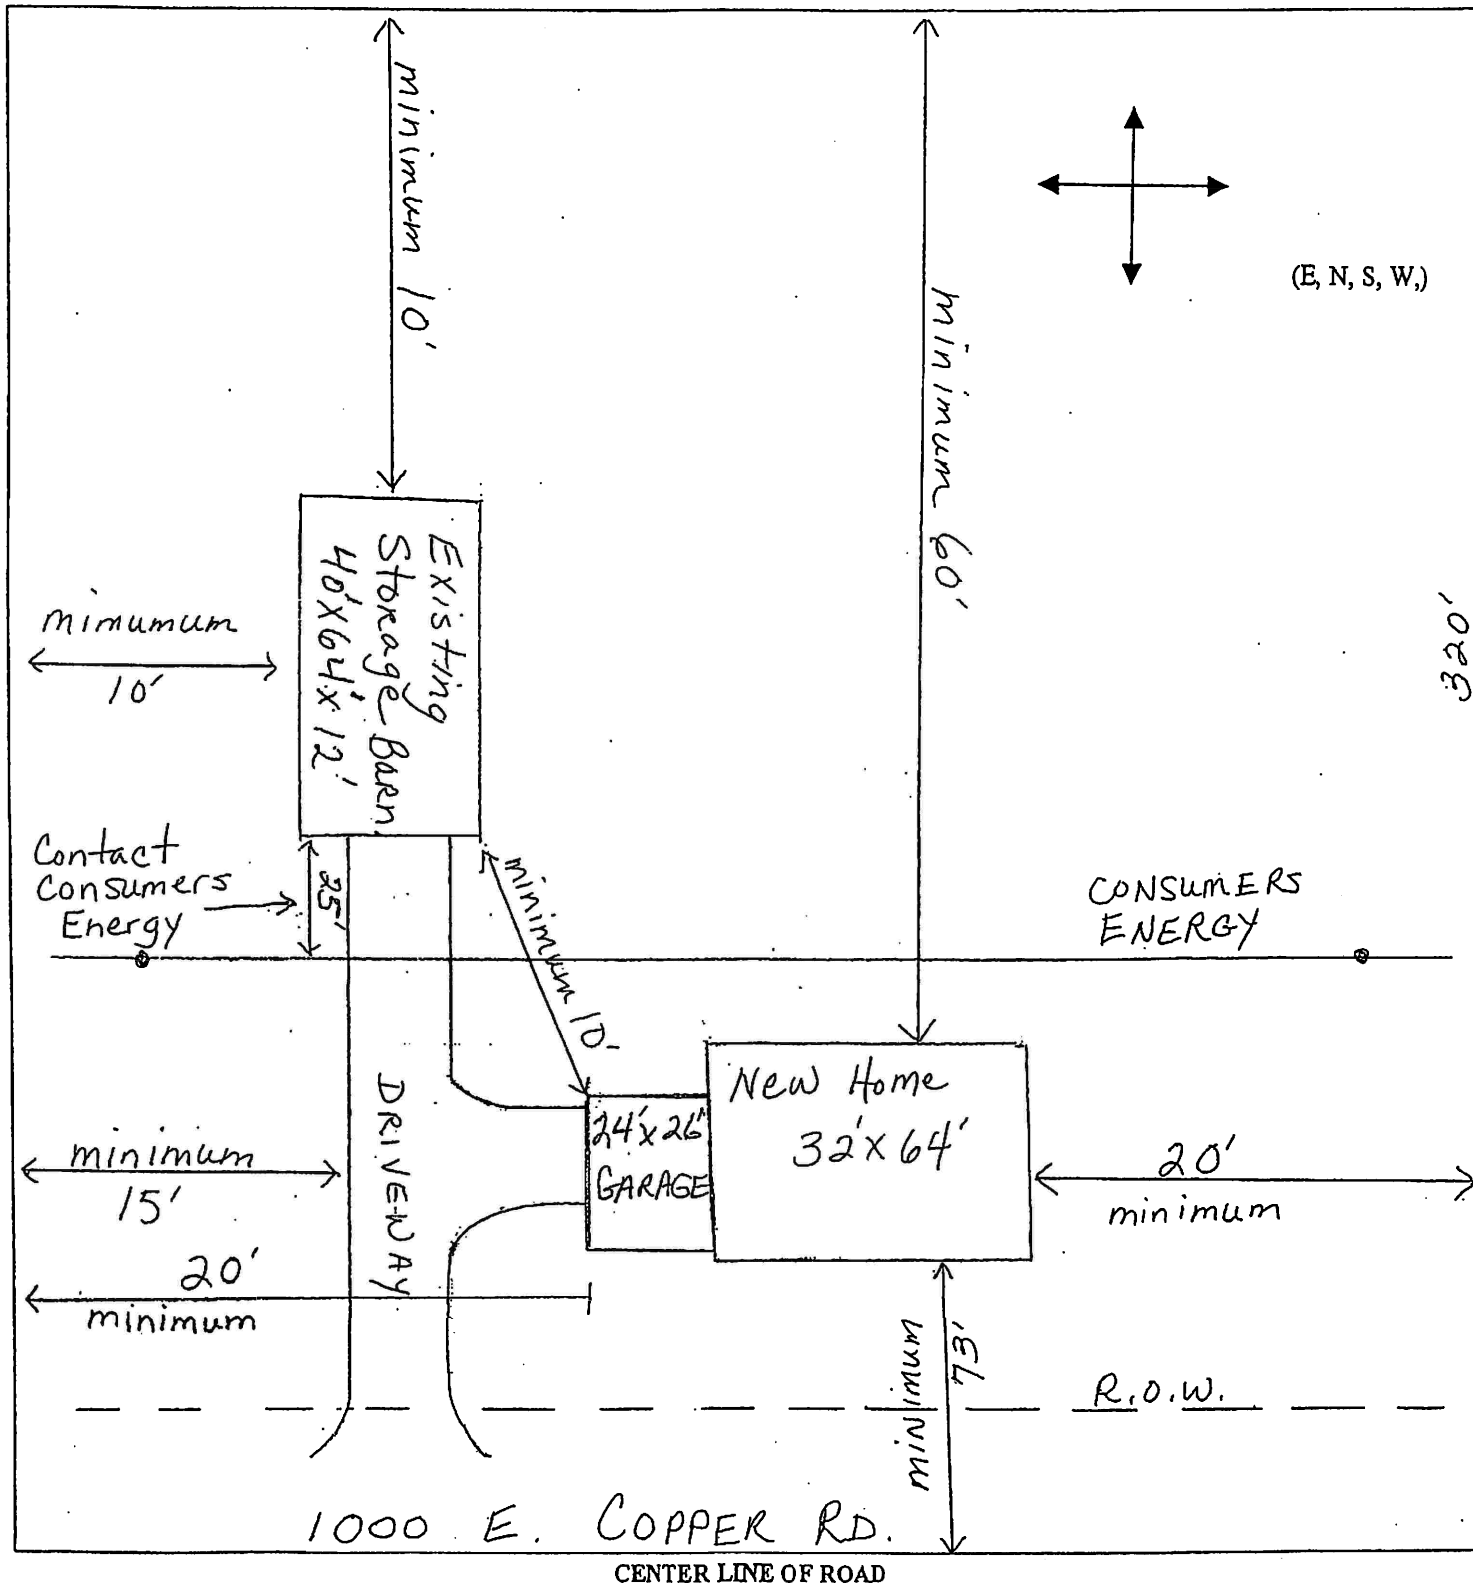 minimum 10'
minimum 60'
(E, N, S, W,)
320'
Existing
Storage Barn
40'x64'x12'
mimumum
10'
Contact
Consumers
Energy
25'
minimum 10'
CONSUMERS
ENERGY
DRIVEWAY
24'x26'
GARAGE
New Home
32'x64'
minimum
15'
20'
minimum
20'
minimum
minimum
73'
R.O.W.
1000 E. COPPER RD.
CENTER LINE OF ROAD